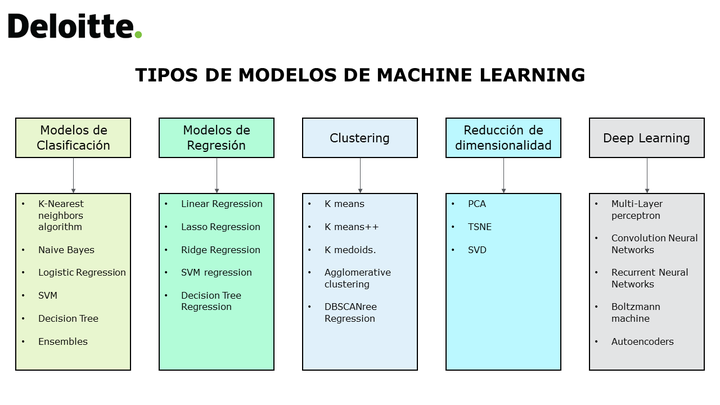 Deloitte.
TIPOS DE MODELOS DE MACHINE LEARNING
Modelos de
Clasificación
• K-Nearest
neighbors
algorithm
• Naive Bayes
• Logistic Regression
• SVM
• Decision Tree
• Ensembles
Modelos de
Regresión
• Linear Regression
• Lasso Regression
• Ridge Regression
• SVM regression
• Decision Tree
Regression
Clustering
• K means
• K means++
• K medoids.
• Agglomerative
clustering
• DBSCANree
Regression
Reducción de
dimensionalidad
• PCA
• TSNE
• SVD
Deep Learning
• Multi-Layer
perceptron
• Convolution Neural
Networks
• Recurrent Neural
Networks
• Boltzmann
machine
• Autoencoders